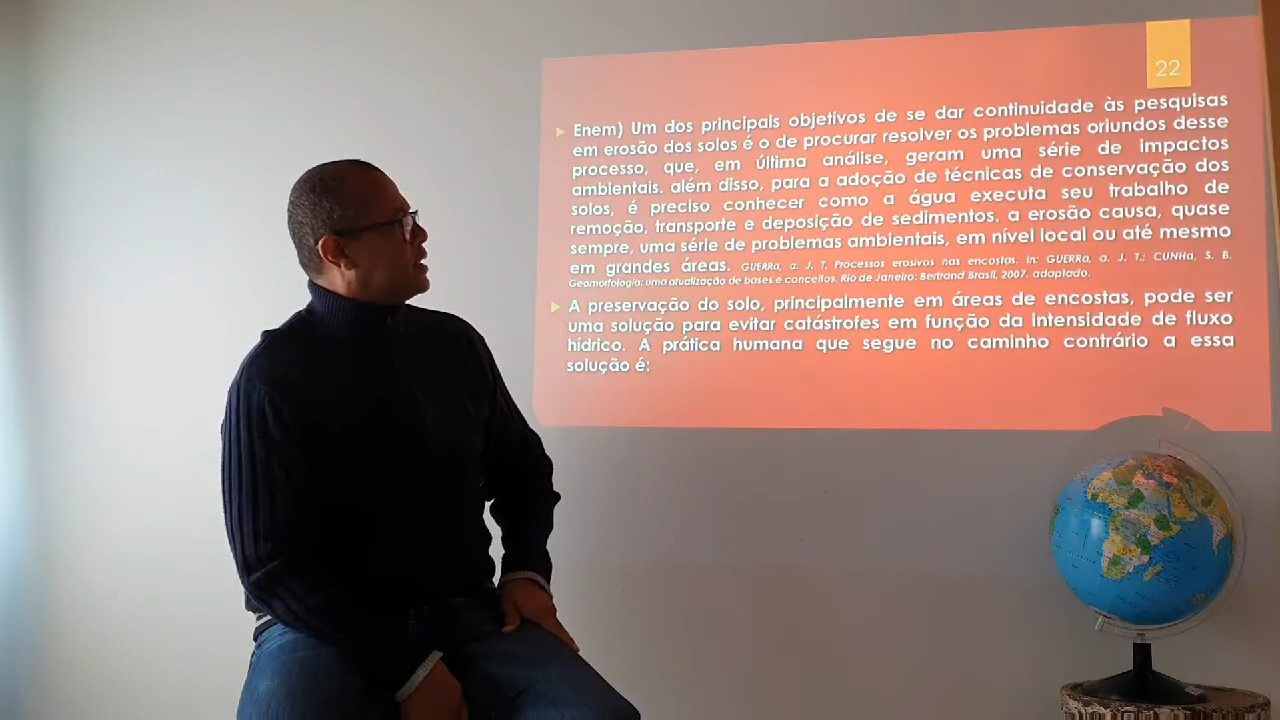 22
Enem) Um dos principais objetivos de se dar continuidade às pesquisas
em erosão dos solos é o de procurar resolver os problemas oriundos desse
processo, que, em última análise, geram uma série de impactos
ambientais. além disso, para a adoção de técnicas de conservação dos
solos, é preciso conhecer como a água executa seu trabalho de
remoção, transporte e deposição de sedimentos. a erosão causa, quase
sempre, uma série de problemas ambientais, em nível local ou até mesmo
em grandes áreas. GUERRa, a. J. T. Processos erosivos nas encostas. in: GUERRa, a. J. T.; CUNHa, S. B.
Geomorfologia: uma atualização de bases e conceitos. Rio de Janeiro: Bertrand Brasil, 2007. adaptado.
A preservação do solo, principalmente em áreas de encostas, pode ser
uma solução para evitar catástrofes em função da intensidade de fluxo
hídrico. A prática humana que segue no caminho contrário a essa
solução é: